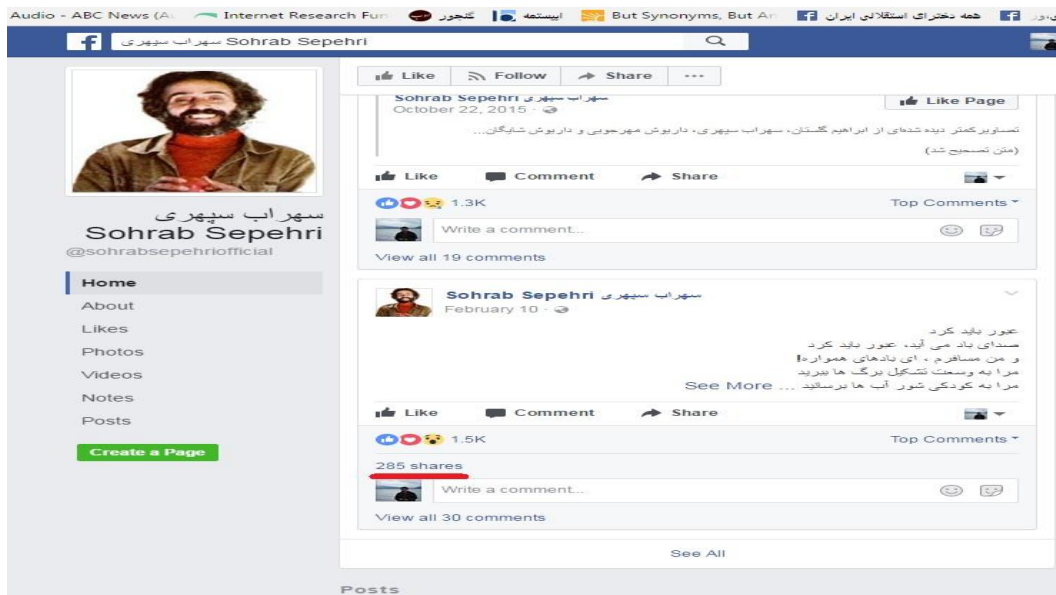 Audio - ABC News
Internet Research Fun
گنجور
اپیستمه
But Synonyms, But An
همه دخترای استقلالی ایران
سهراب سپهری Sohrab Sepehri
Like
Follow
Share
...
سهراب سپهری Sohrab Sepehri
October 22, 2015 ·
Like Page
تصاویر کمتر دیده شده‌ای از ابراهیم گلستان، سهراب سپهری، داریوش مهرجویی و داریوش شایگان...
(متن تصحیح شد)
Like
Comment
Share
1.3K
Top Comments
Write a comment...
View all 19 comments
سهراب سپهری
Sohrab Sepehri
@sohrabsepehriofficial
Home
About
Likes
Photos
Videos
Notes
Posts
Create a Page
سهراب سپهری Sohrab Sepehri
February 10 ·
عبور باید کرد
صدای باد می آید، عبور باید کرد
و من مسافرم ، ای بادهای همواره!
مرا به وسعت تشکیل برگ ها ببرید
مرا به کودکی شور آب ها برسانید ... See More
Like
Comment
Share
1.5K
Top Comments
285 shares
Write a comment...
View all 30 comments
See All
Posts